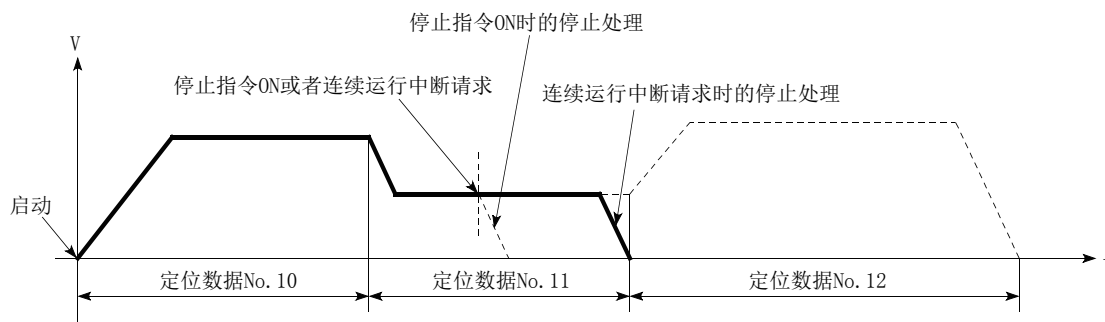 停止指令ON时的停止处理
V
停止指令ON或者连续运行中断请求
连续运行中断请求时的停止处理
启动
定位数据No.10
定位数据No.11
定位数据No.12